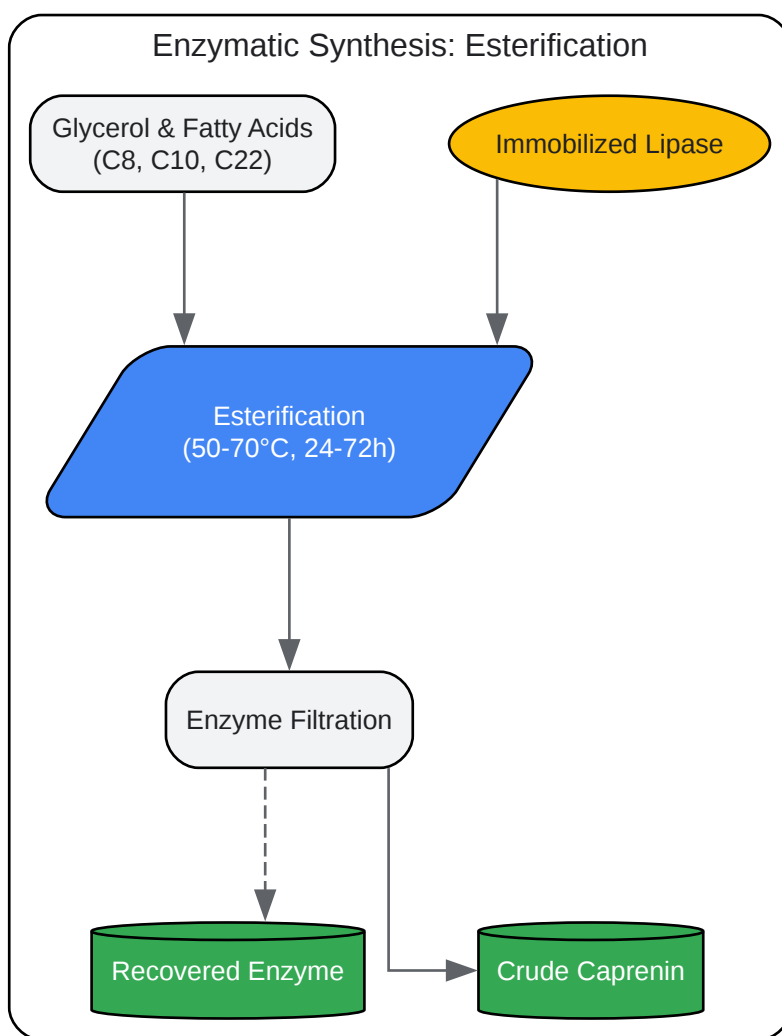 Enzymatic Synthesis: Esterification
Glycerol & Fatty Acids
(C8, C10, C22)
Immobilized Lipase
Esterification
(50-70°C, 24-72h)
Enzyme Filtration
Recovered Enzyme
Crude Caprenin